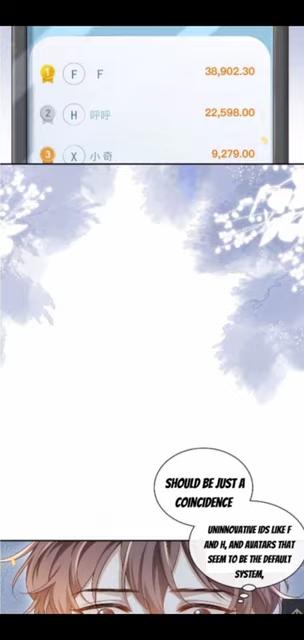 1 F F 38,902.30
2 H 呼呼 22,598.00
3 X 小奇 9,279.00
SHOULD BE JUST A
COINCIDENCE
UNINNOVATIVE IDS LIKE F
AND H, AND AVATARS THAT
SEEM TO BE THE DEFAULT
SYSTEM,